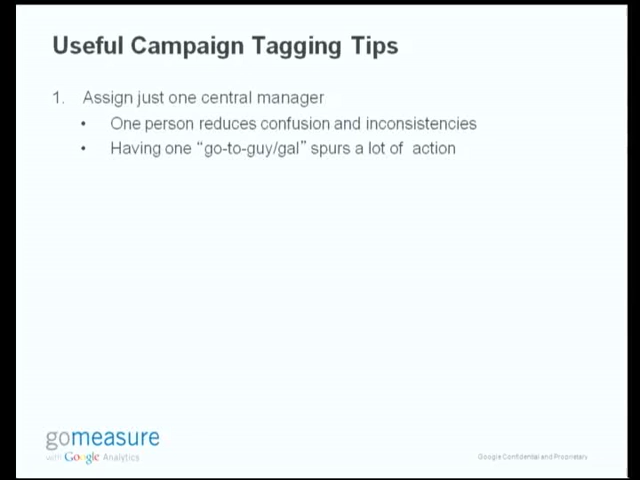 Useful Campaign Tagging Tips
1. Assign just one central manager
• One person reduces confusion and inconsistencies
• Having one “go-to-guy/gal” spurs a lot of action
gomeasure
with Google Analytics
Google Confidential and Proprietary